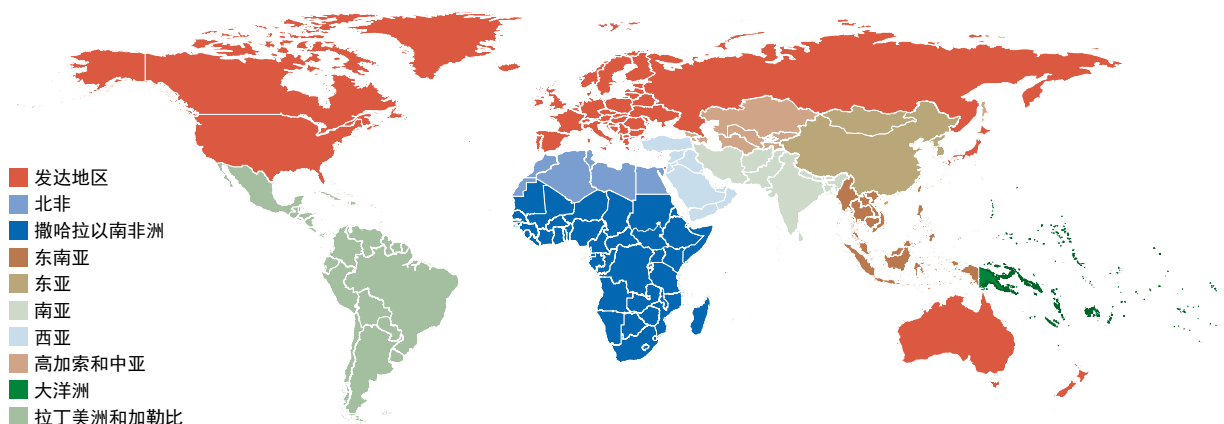 发达地区
北非
撒哈拉以南非洲
东南亚
东亚
南亚
西亚
高加索和中亚
大洋洲
拉丁美洲和加勒比